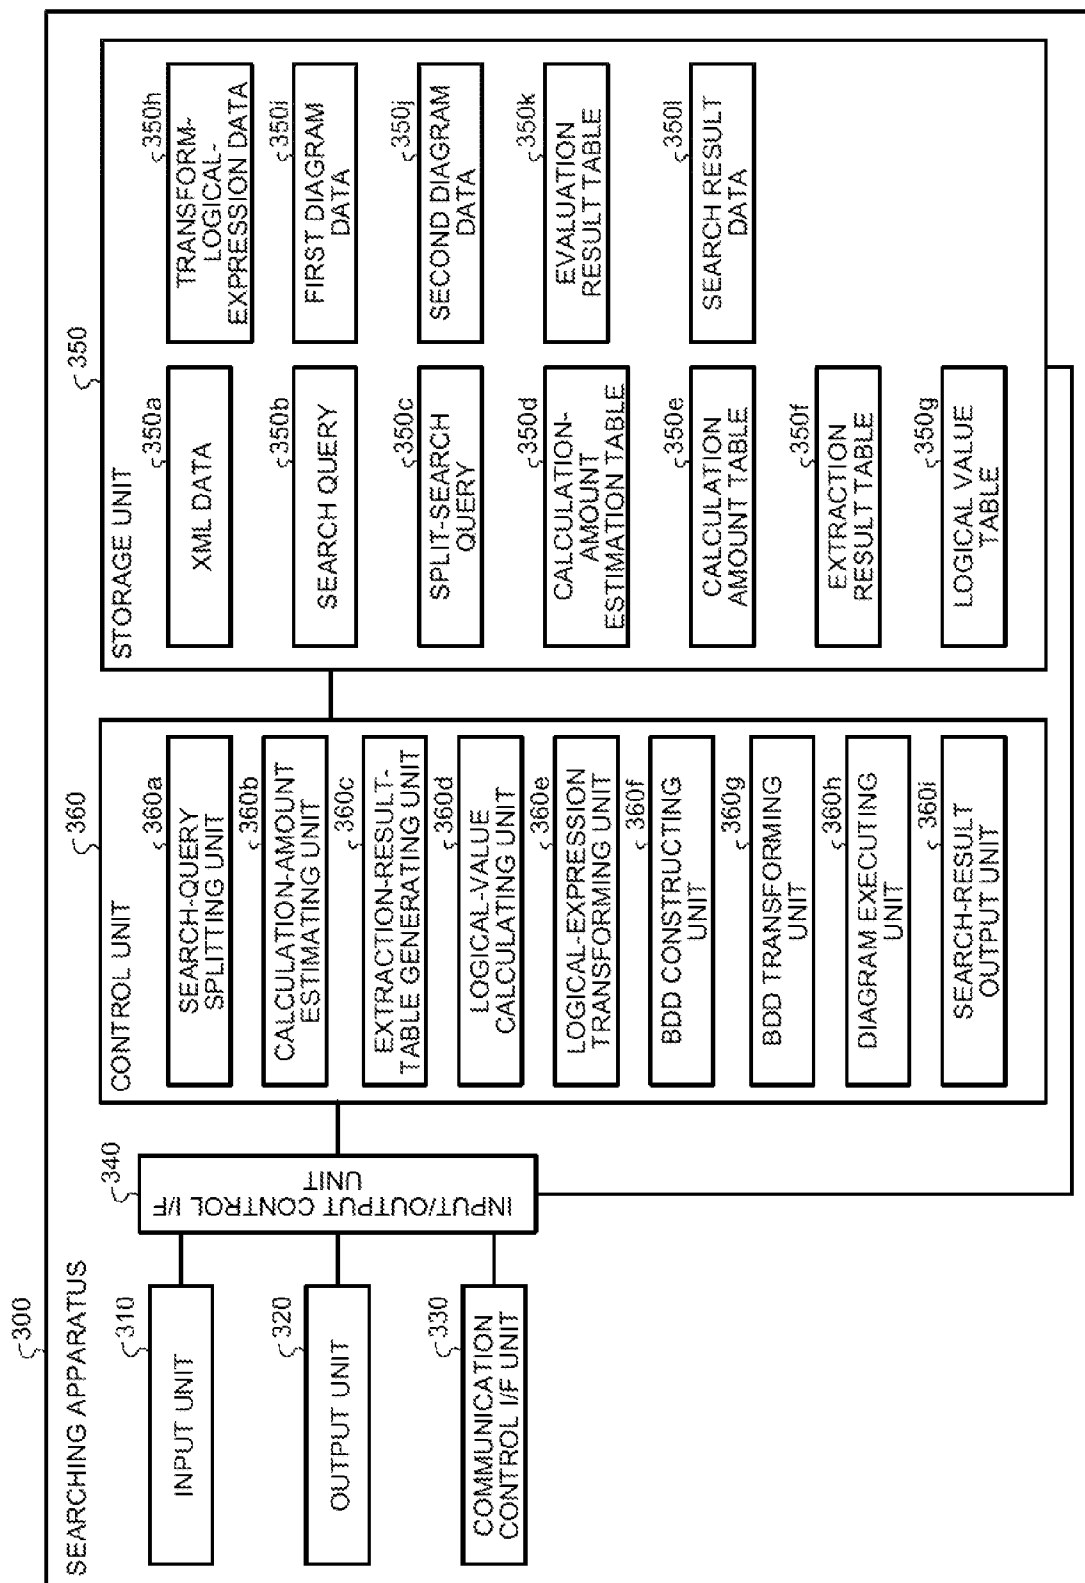 300
SEARCHING APPARATUS
310
INPUT UNIT
320
OUTPUT UNIT
330
COMMUNICATION
CONTROL I/F UNIT
340
INPUT/OUTPUT CONTROL I/F
UNIT
360
CONTROL UNIT
360a
SEARCH-QUERY
SPLITTING UNIT
360b
CALCULATION-AMOUNT
ESTIMATING UNIT
360c
EXTRACTION-RESULT-
TABLE GENERATING UNIT
360d
LOGICAL-VALUE
CALCULATING UNIT
360e
LOGICAL-EXPRESSION
TRANSFORMING UNIT
360f
BDD CONSTRUCTING
UNIT
360g
BDD TRANSFORMING
UNIT
360h
DIAGRAM EXECUTING
UNIT
360i
SEARCH-RESULT
OUTPUT UNIT
350
STORAGE UNIT
350a
XML DATA
350b
SEARCH QUERY
350c
SPLIT-SEARCH
QUERY
350d
CALCULATION-
AMOUNT
ESTIMATION TABLE
350e
CALCULATION
AMOUNT TABLE
350f
EXTRACTION
RESULT TABLE
350g
LOGICAL VALUE
TABLE
350h
TRANSFORM-
LOGICAL-
EXPRESSION DATA
350i
FIRST DIAGRAM
DATA
350j
SECOND DIAGRAM
DATA
350k
EVALUATION
RESULT TABLE
350l
SEARCH RESULT
DATA